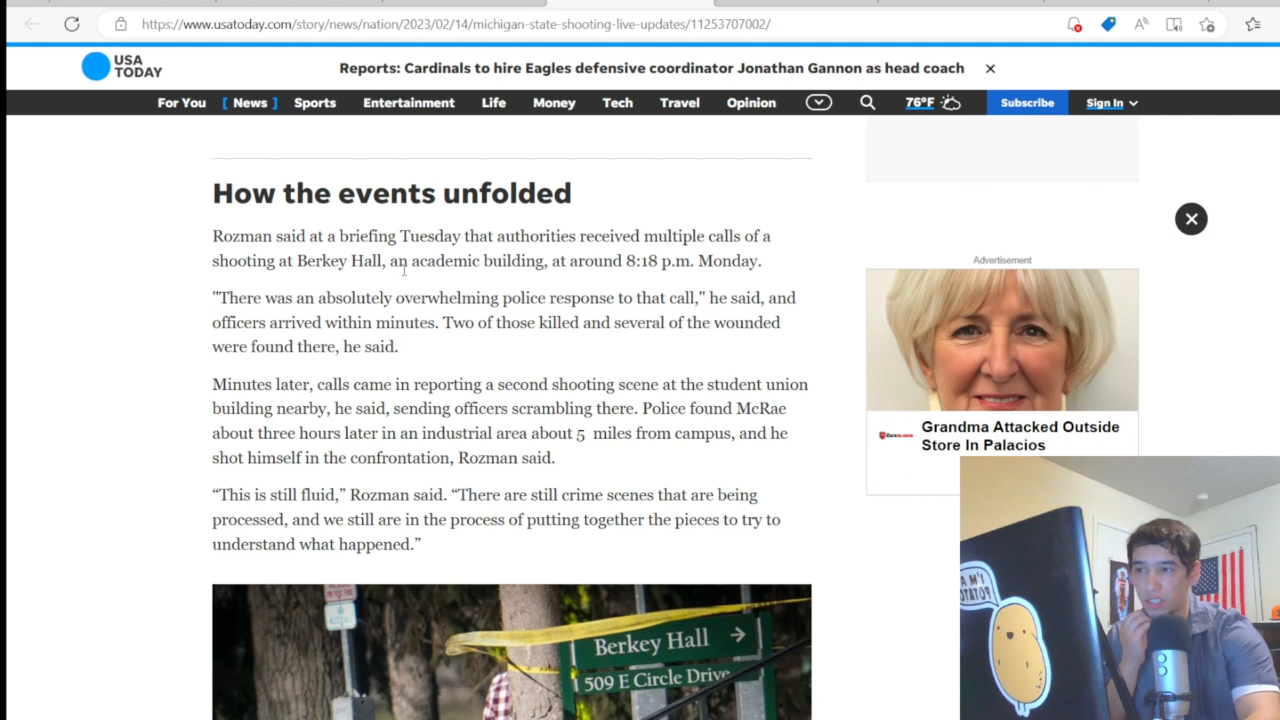 https://www.usatoday.com/story/news/nation/2023/02/14/michigan-state-shooting-live-updates/11253707002/
USA
TODAY
Reports: Cardinals to hire Eagles defensive coordinator Jonathan Gannon as head coach
For You
[ News ]
Sports
Entertainment
Life
Money
Tech
Travel
Opinion
76°F
Subscribe
Sign In
How the events unfolded
Rozman said at a briefing Tuesday that authorities received multiple calls of a
shooting at Berkey Hall, an academic building, at around 8:18 p.m. Monday.
"There was an absolutely overwhelming police response to that call," he said, and
officers arrived within minutes. Two of those killed and several of the wounded
were found there, he said.
Minutes later, calls came in reporting a second shooting scene at the student union
building nearby, he said, sending officers scrambling there. Police found McRae
about three hours later in an industrial area about 5 miles from campus, and he
shot himself in the confrontation, Rozman said.
“This is still fluid,” Rozman said. “There are still crime scenes that are being
processed, and we still are in the process of putting together the pieces to try to
understand what happened.”
Berkey Hall
509 E Circle Drive
Advertisement
Grandma Attacked Outside
Store In Palacios
I'M A
POTATO